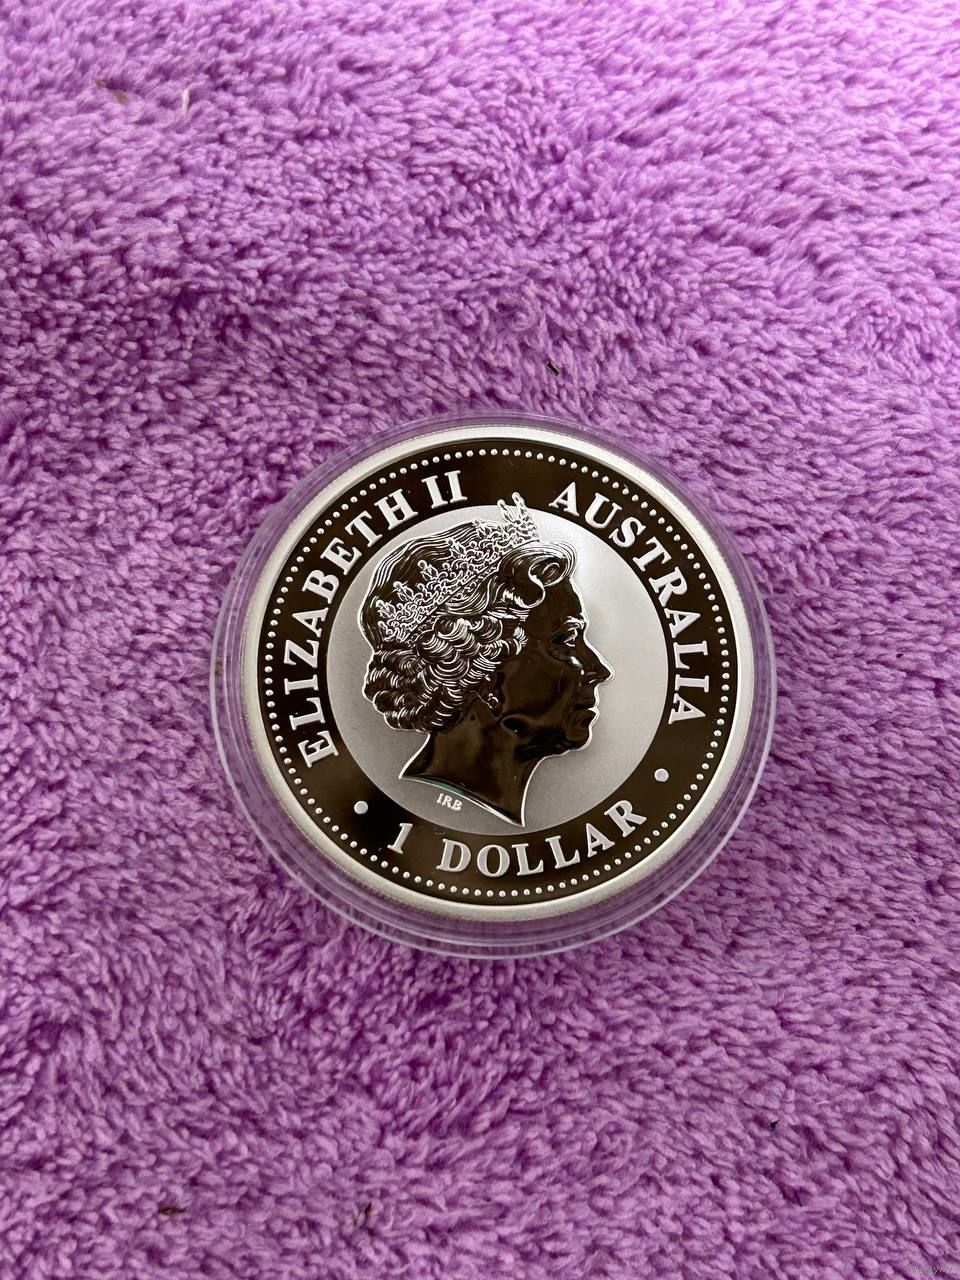 ELIZABETH II
AUSTRALIA
IRB
1 DOLLAR